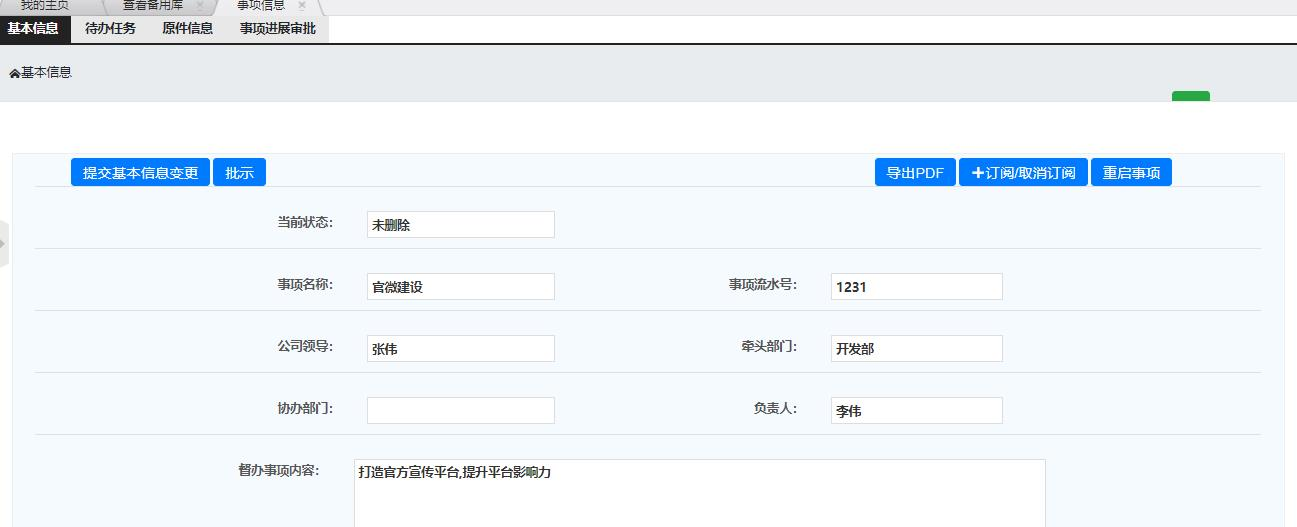 我的主页 查看备用库 事项信息
基本信息 待办任务 原件信息 事项进展审批
基本信息
提交基本信息变更 批示 导出PDF +订阅/取消订阅 重启事项
当前状态： 未删除
事项名称： 官微建设 事项流水号： 1231
公司领导： 张伟 牵头部门： 开发部
协办部门： 负责人： 李伟
督办事项内容： 打造官方宣传平台,提升平台影响力